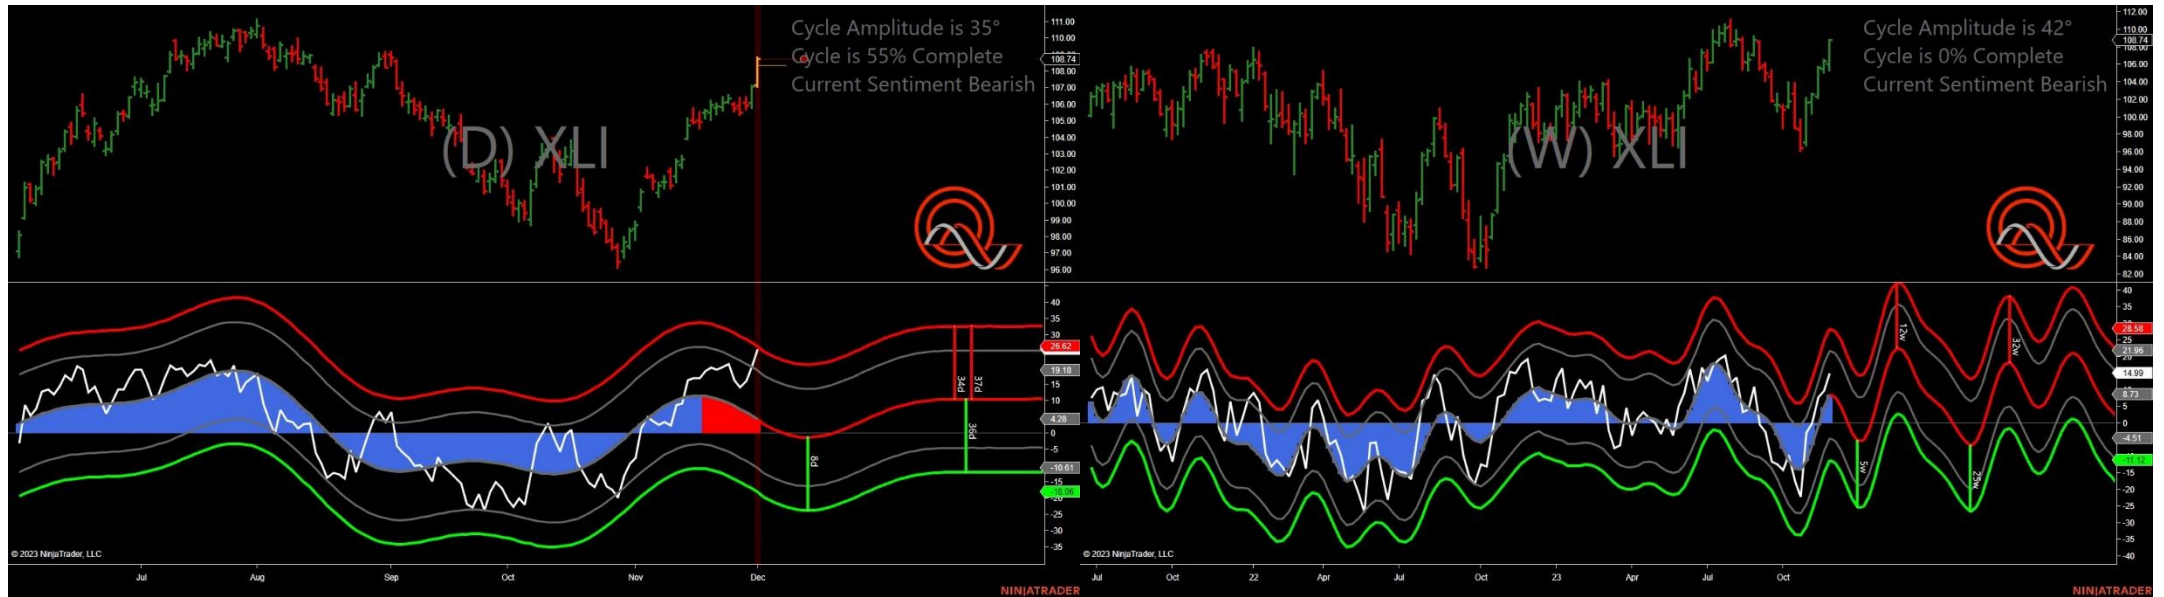 Cycle Amplitude is 35°
Cycle is 55% Complete
Current Sentiment Bearish
(D) XLI
111.00
110.00
108.74
108.00
107.00
106.00
105.00
104.00
103.00
102.00
101.00
100.00
99.00
98.00
97.00
96.00
40
35
30
26.62
19.18
15
10
4.28
0
-5
-10.61
-15
-18.06
-25
-30
-35
34d
37d
36d
8d
© 2023 NinjaTrader, LLC
Jul
Aug
Sep
Oct
Nov
Dec
NINJATRADER
Cycle Amplitude is 42°
Cycle is 0% Complete
Current Sentiment Bearish
(W) XLI
112.00
110.00
108.74
108.00
106.00
104.00
102.00
100.00
98.00
96.00
94.00
92.00
90.00
88.00
86.00
84.00
82.00
40
35
28.58
25
21.96
14.99
8.73
5
0
-4.51
-11.12
-15
-20
-25
-30
-35
-40
12w
32w
5w
25w
© 2023 NinjaTrader, LLC
Jul
Oct
22
Apr
Jul
Oct
23
Apr
Jul
Oct
NINJATRADER